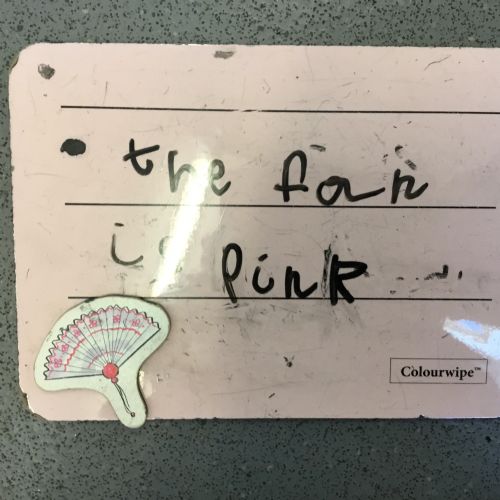 the fan
is pink
Colourwipe™